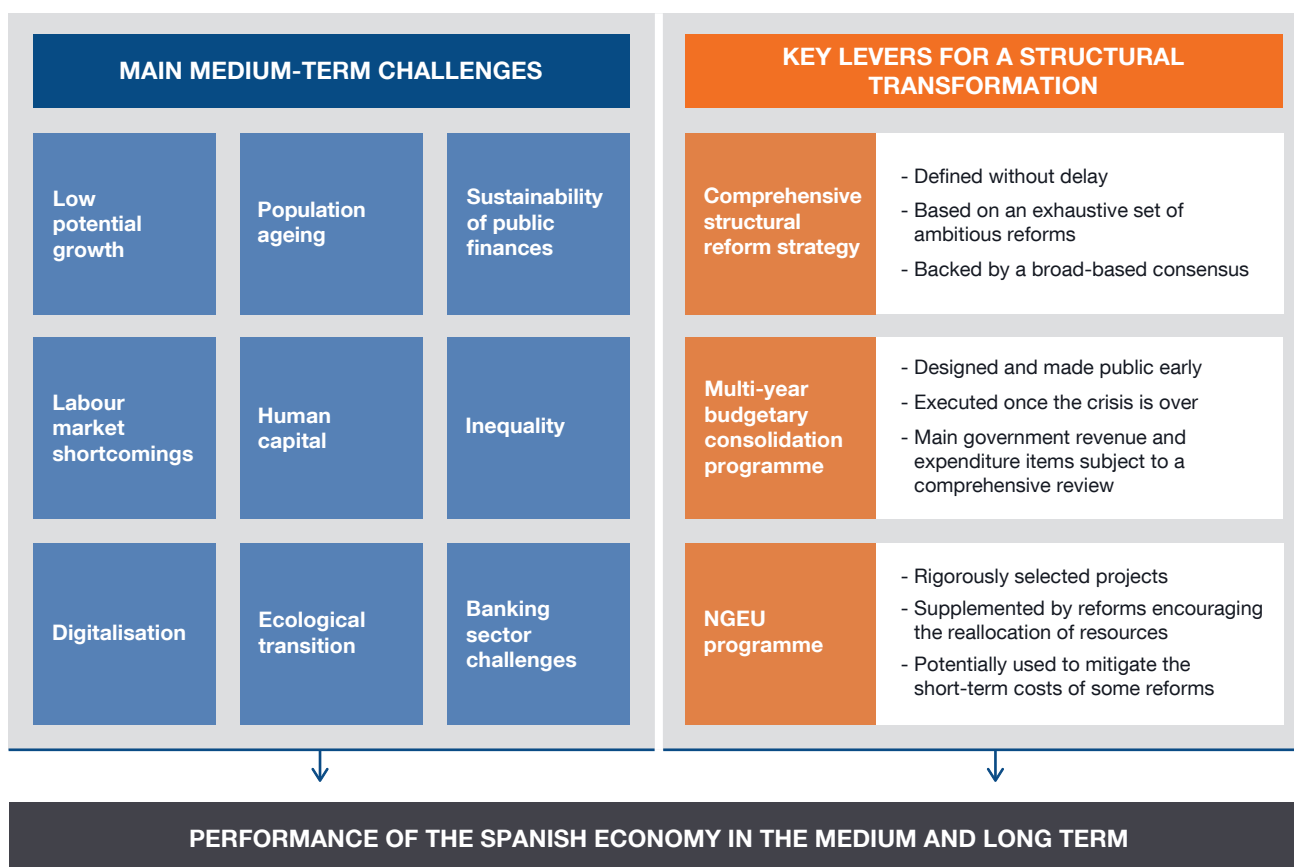 MAIN MEDIUM-TERM CHALLENGES
Low
potential
growth
Population
ageing
Sustainability
of public
finances
Labour
market
shortcomings
Human
capital
Inequality
Digitalisation
Ecological
transition
Banking
sector
challenges
KEY LEVERS FOR A STRUCTURAL
TRANSFORMATION
Comprehensive
structural
reform strategy
- Defined without delay
- Based on an exhaustive set of
ambitious reforms
- Backed by a broad-based consensus
Multi-year
budgetary
consolidation
programme
- Designed and made public early
- Executed once the crisis is over
- Main government revenue and
expenditure items subject to a
comprehensive review
NGEU
programme
- Rigorously selected projects
- Supplemented by reforms encouraging
the reallocation of resources
- Potentially used to mitigate the
short-term costs of some reforms
PERFORMANCE OF THE SPANISH ECONOMY IN THE MEDIUM AND LONG TERM